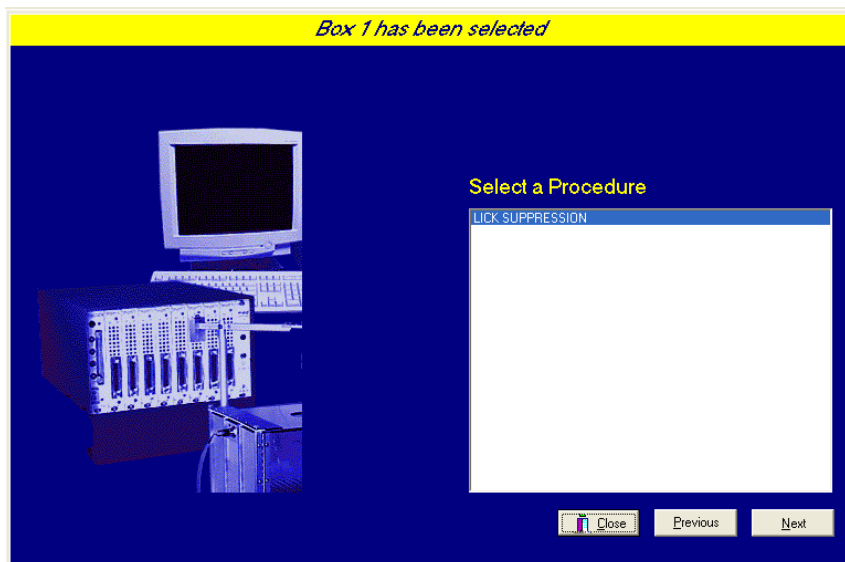 Box 1 has been selected
Select a Procedure
LICK SUPPRESSION
Close
Previous
Next